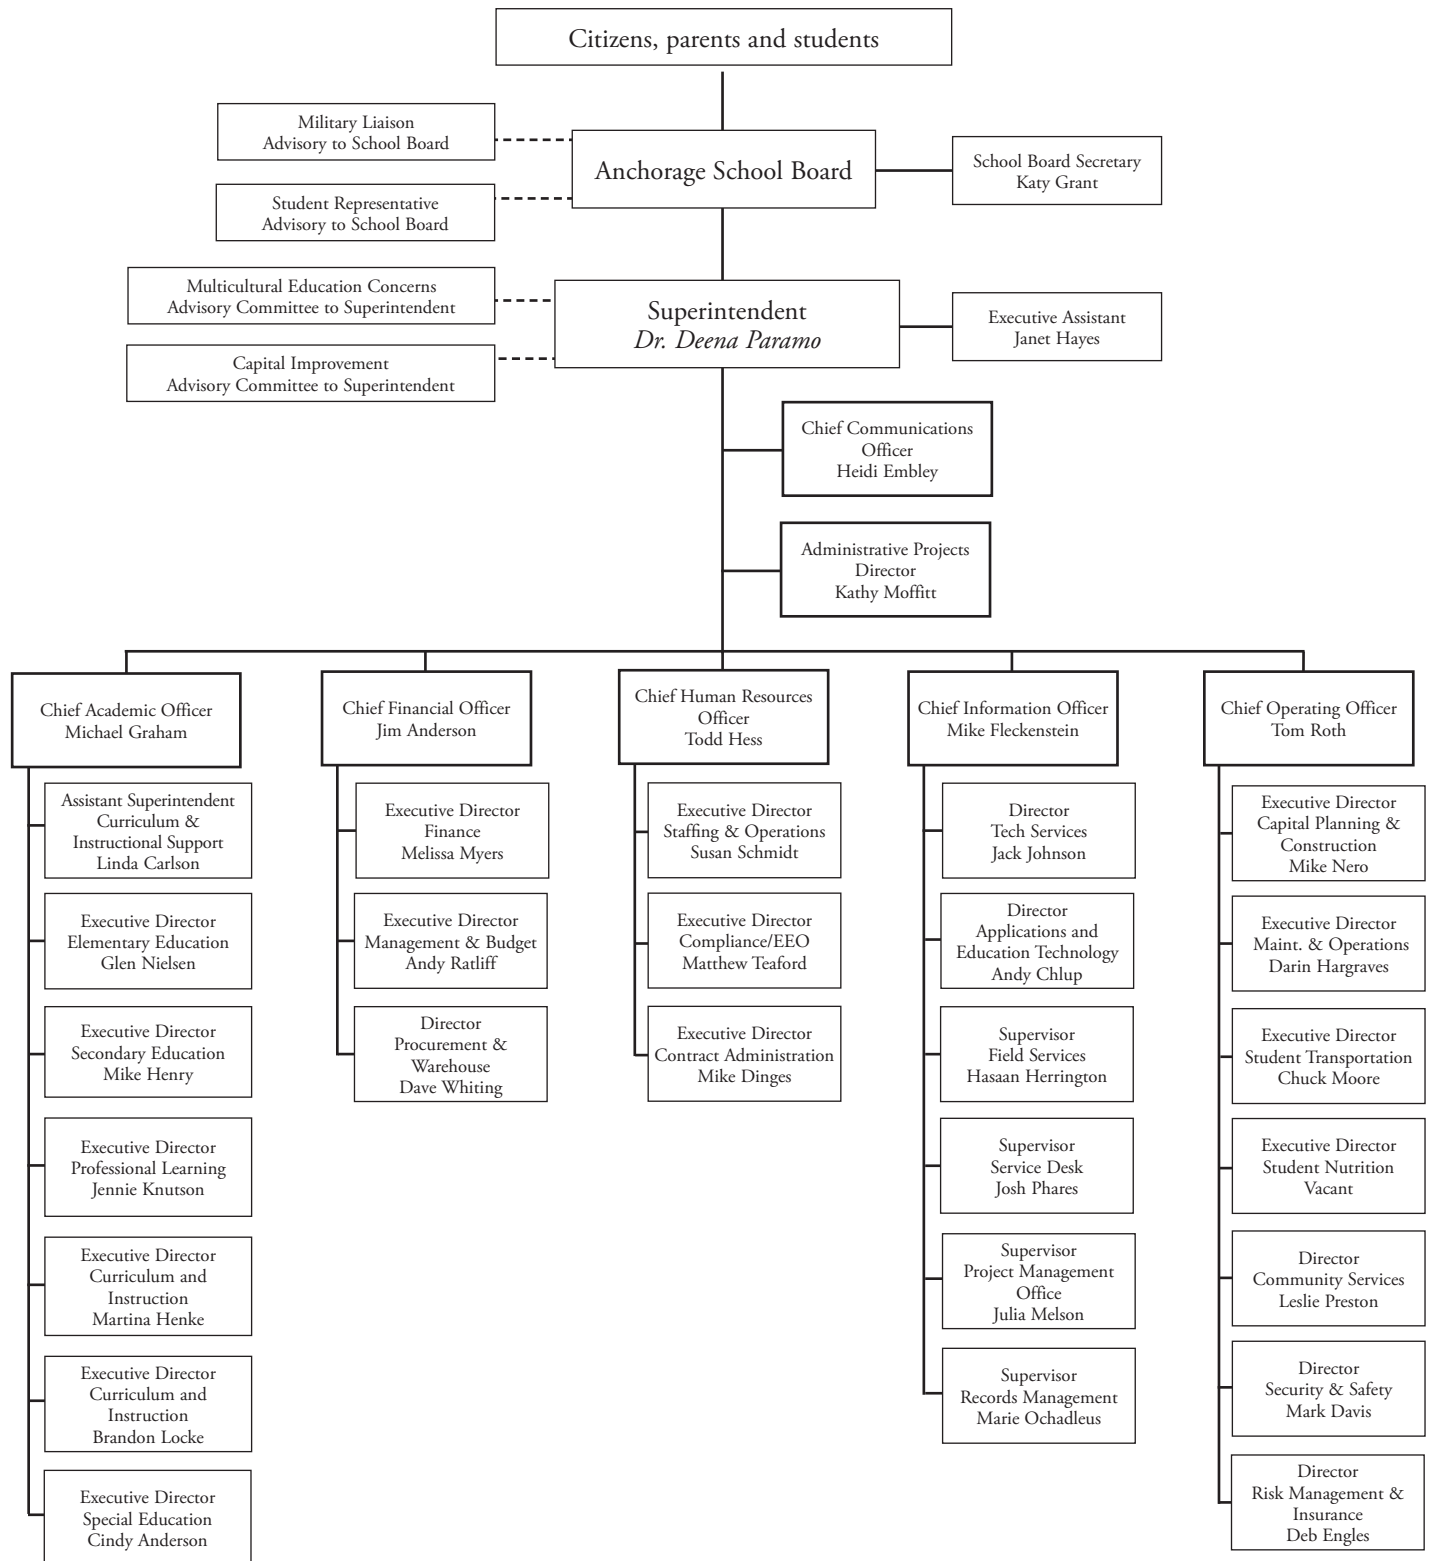 Citizens, parents and students
Military Liaison
Advisory to School Board
Anchorage School Board
School Board Secretary
Katy Grant
Student Representative
Advisory to School Board
Multicultural Education Concerns
Advisory Committee to Superintendent
Superintendent
Dr. Deena Paramo
Executive Assistant
Janet Hayes
Capital Improvement
Advisory Committee to Superintendent
Chief Communications
Officer
Heidi Embley
Administrative Projects
Director
Kathy Moffitt
Chief Academic Officer
Michael Graham
Assistant Superintendent
Curriculum &
Instructional Support
Linda Carlson
Executive Director
Elementary Education
Glen Nielsen
Executive Director
Secondary Education
Mike Henry
Executive Director
Professional Learning
Jennie Knutson
Executive Director
Curriculum and
Instruction
Martina Henke
Executive Director
Curriculum and
Instruction
Brandon Locke
Executive Director
Special Education
Cindy Anderson
Chief Financial Officer
Jim Anderson
Executive Director
Finance
Melissa Myers
Executive Director
Management & Budget
Andy Ratliff
Director
Procurement &
Warehouse
Dave Whiting
Chief Human Resources
Officer
Todd Hess
Executive Director
Staffing & Operations
Susan Schmidt
Executive Director
Compliance/EEO
Matthew Teaford
Executive Director
Contract Administration
Mike Dinges
Chief Information Officer
Mike Fleckenstein
Director
Tech Services
Jack Johnson
Director
Applications and
Education Technology
Andy Chlup
Supervisor
Field Services
Hasaan Herrington
Supervisor
Service Desk
Josh Phares
Supervisor
Project Management
Office
Julia Melson
Supervisor
Records Management
Marie Ochadleus
Chief Operating Officer
Tom Roth
Executive Director
Capital Planning &
Construction
Mike Nero
Executive Director
Maint. & Operations
Darin Hargraves
Executive Director
Student Transportation
Chuck Moore
Executive Director
Student Nutrition
Vacant
Director
Community Services
Leslie Preston
Director
Security & Safety
Mark Davis
Director
Risk Management &
Insurance
Deb Engles